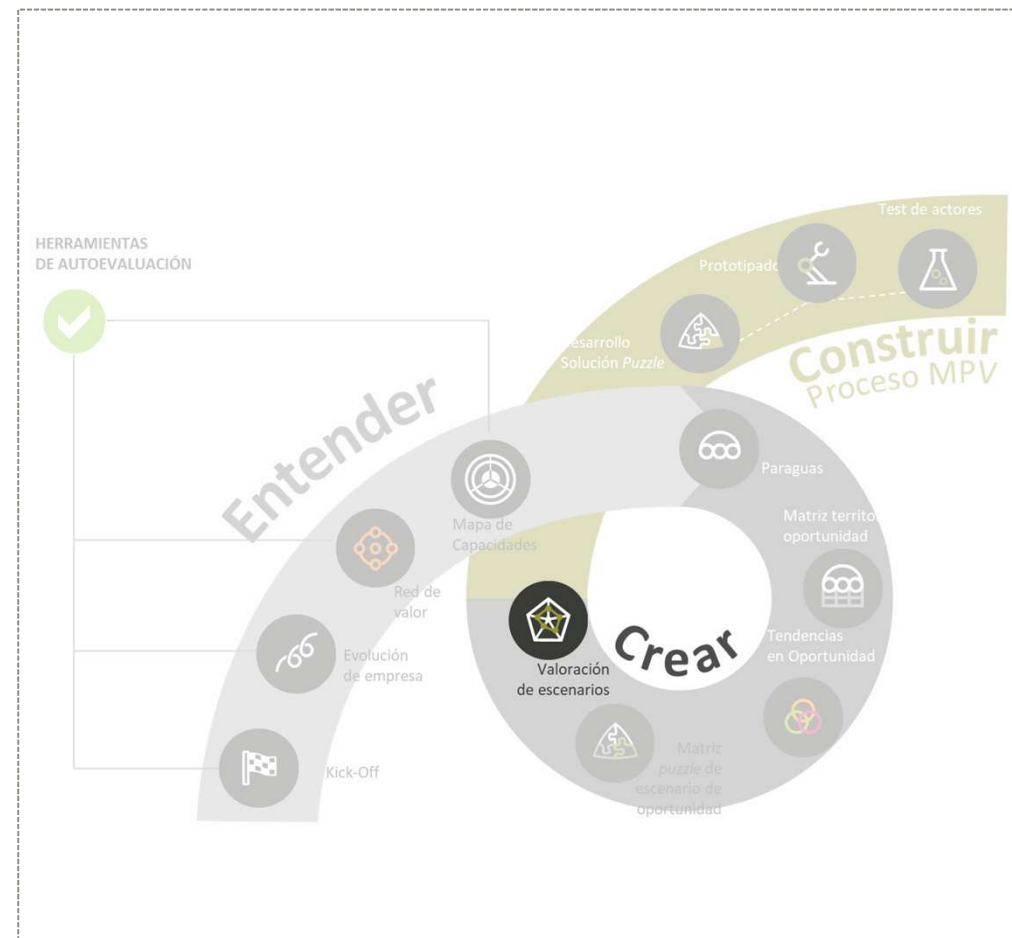 HERRAMIENTAS
DE AUTOEVALUACIÓN
Test de actores
Prototipado
esarrollo
Solución Puzzle
Construir
Proceso MPV
Entender
Paraguas
Mapa de
Capacidades
Matriz territo
oportunidad
Red de
valor
Crear
Tendencias
en Oportunidad
Evolución
de empresa
Valoración
de escenarios
Matriz
puzzle de
escenario de
oportunidad
Kick-Off